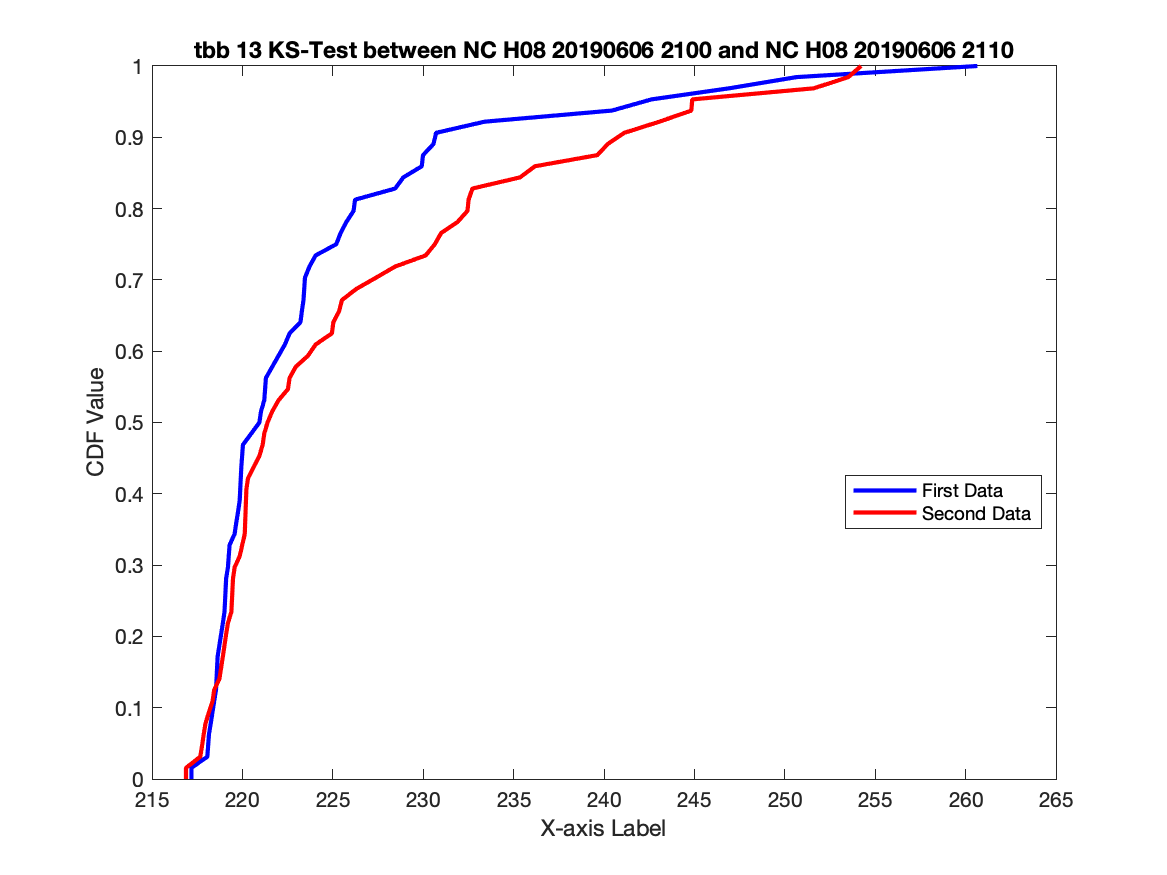 tbb 13 KS-Test between NC H08 20190606 2100 and NC H08 20190606 2110
1
0.9
0.8
0.7
0.6
0.5
0.4
0.3
0.2
0.1
0
CDF Value
First Data
Second Data
215 220 225 230 235 240 245 250 255 260 265
X-axis Label